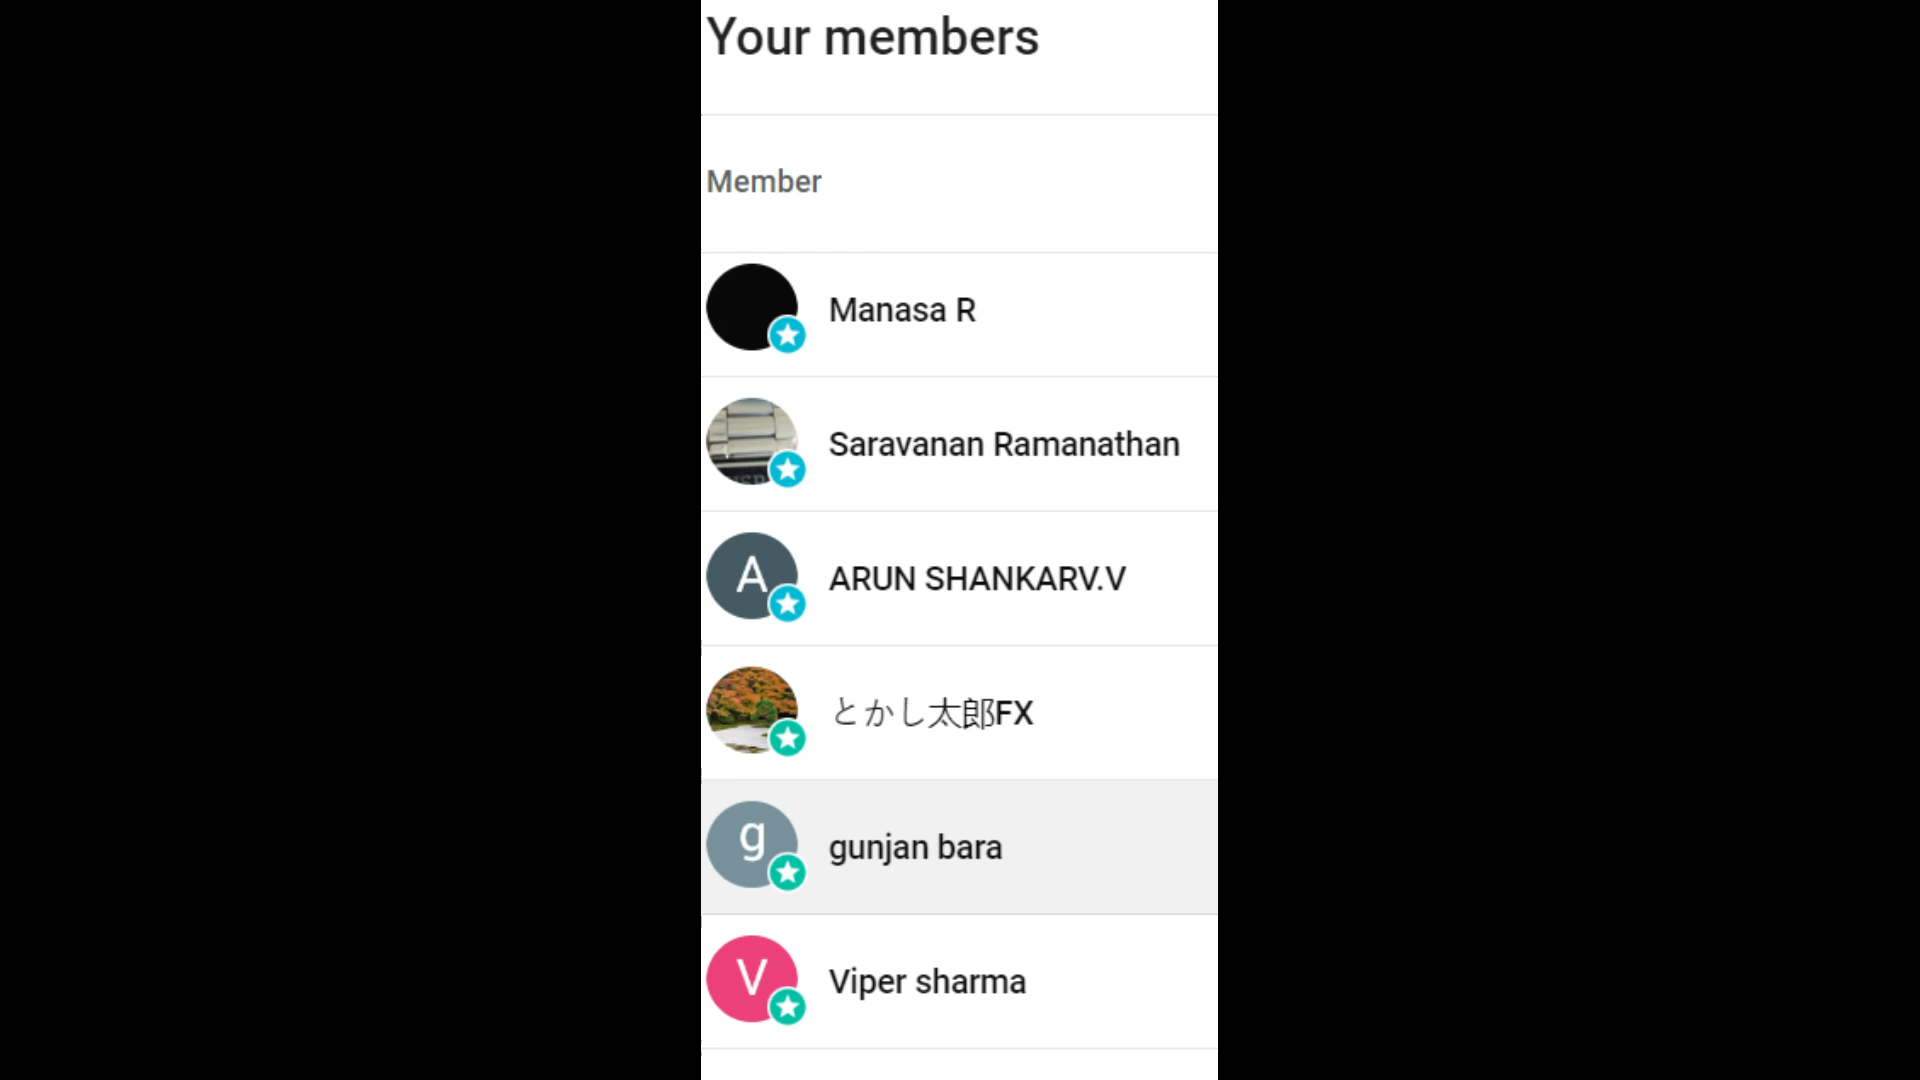 Your members
Member
Manasa R
Saravanan Ramanathan
A
ARUN SHANKARV.V
とかし太郎FX
g
gunjan bara
V
Viper sharma